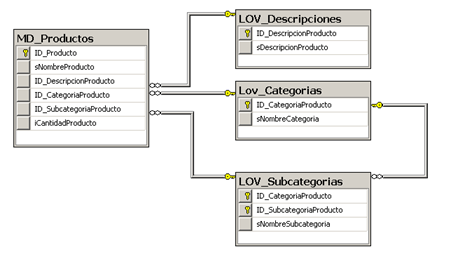 MD_Productos
ID_Producto
sNombreProducto
ID_DescripcionProducto
ID_CategoriaProducto
ID_SubcategoriaProducto
iCantidadProducto
LOV_Descripciones
ID_DescripcionProducto
sDescripcionProducto
Lov_Categorias
ID_CategoriaProducto
sNombreCategoria
LOV_Subcategorias
ID_CategoriaProducto
ID_SubcategoriaProducto
sNombreSubcategoria